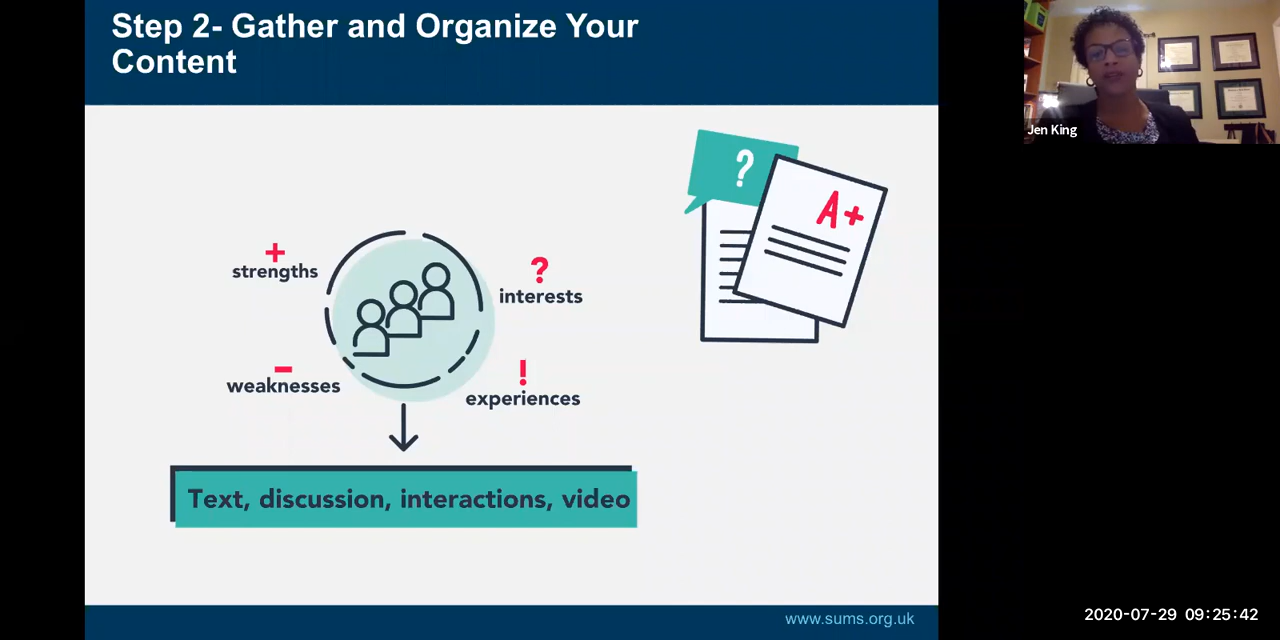 Step 2- Gather and Organize Your
Content
Jen King
?
A+
+
strengths
?
interests
-
weaknesses
!
experiences
Text, discussion, interactions, video
www.sums.org.uk
2020-07-29 09:25:42